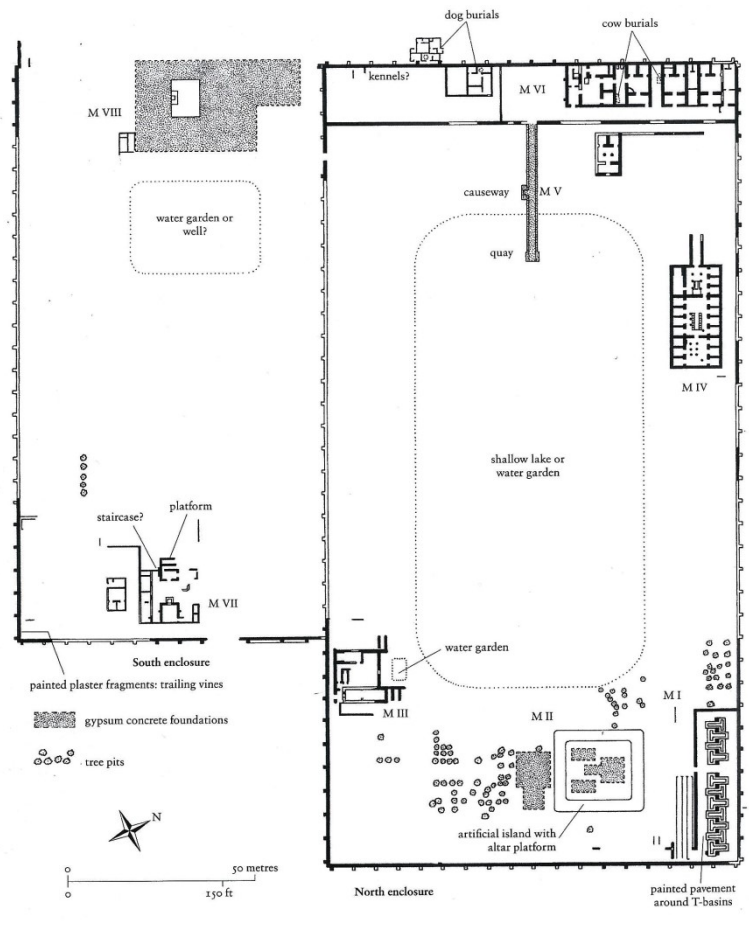 dog burials
cow burials
kennels?
M VI
M VIII
causeway
M V
water garden or
well?
quay
M IV
shallow lake or
water garden
platform
staircase?
M VII
South enclosure
water garden
painted plaster fragments: trailing vines
M I
M III
M II
gypsum concrete foundations
tree pits
N
artificial island with
altar platform
0
50 metres
0
150 ft
North enclosure
painted pavement
around T-basins